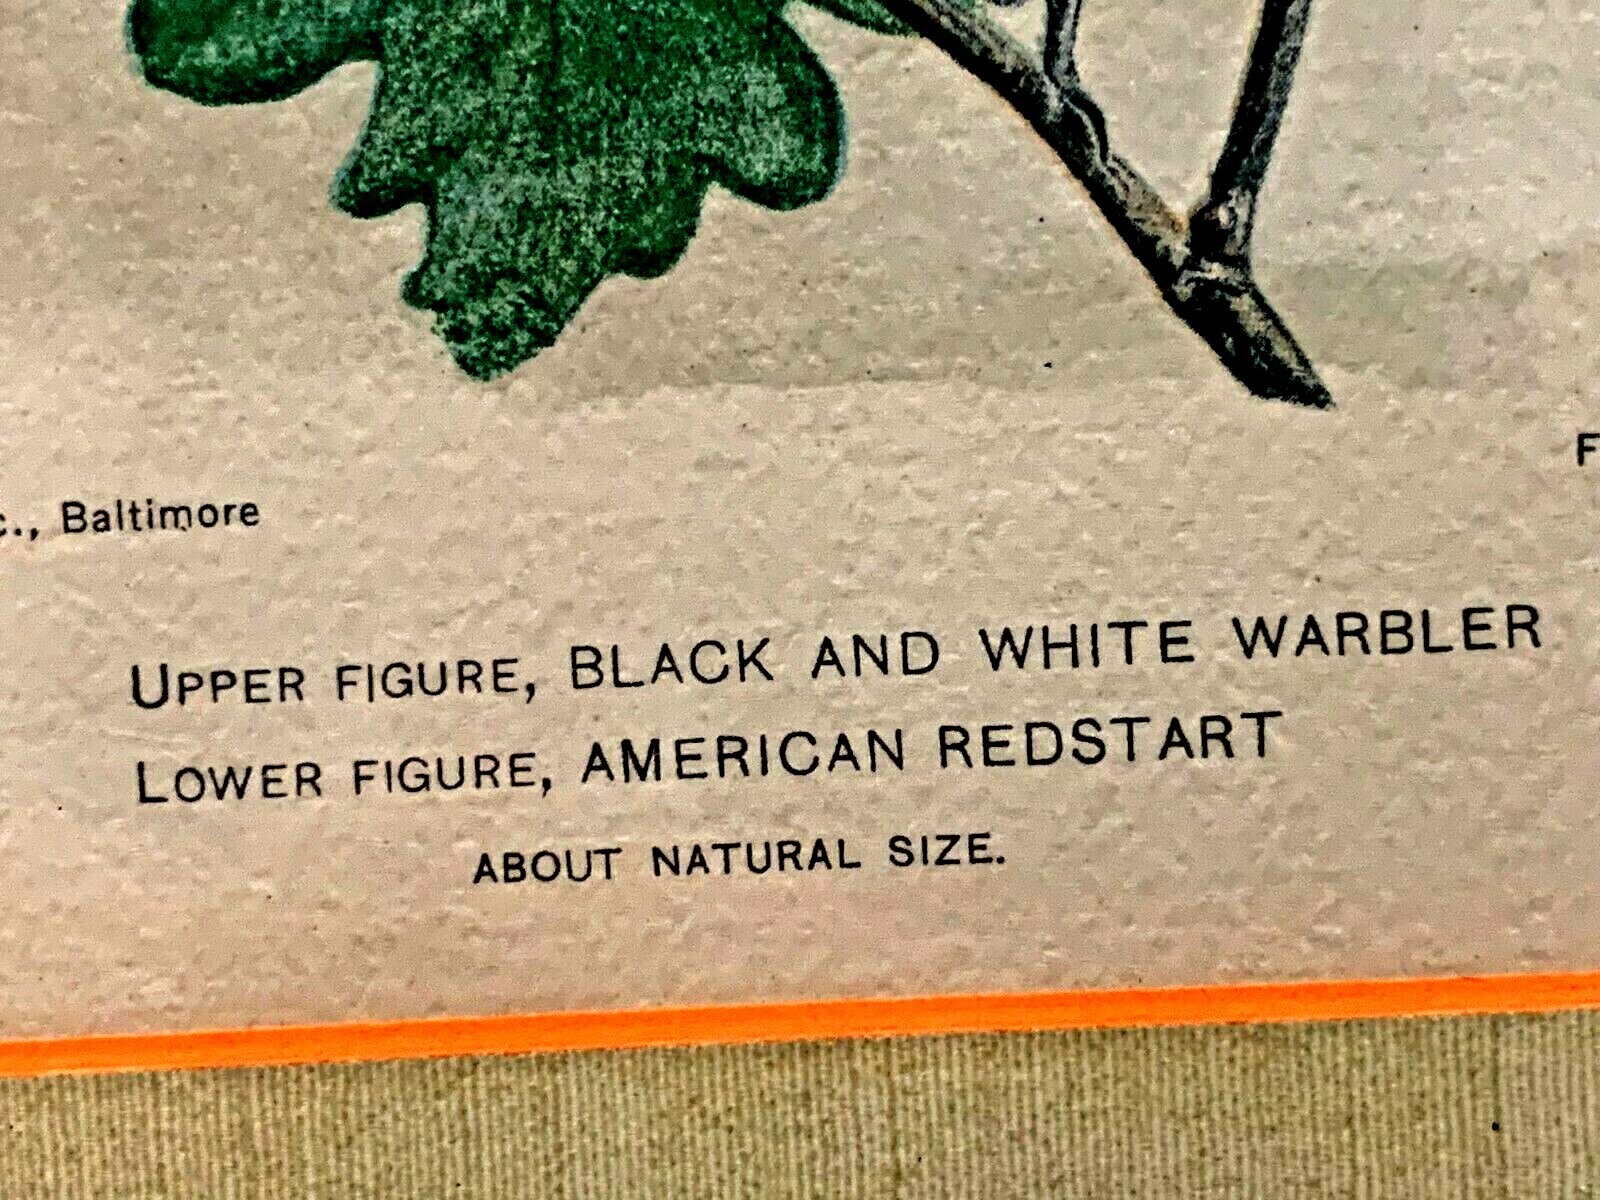 F
c., Baltimore
UPPER FIGURE, BLACK AND WHITE WARBLER
LOWER FIGURE, AMERICAN REDSTART
ABOUT NATURAL SIZE.